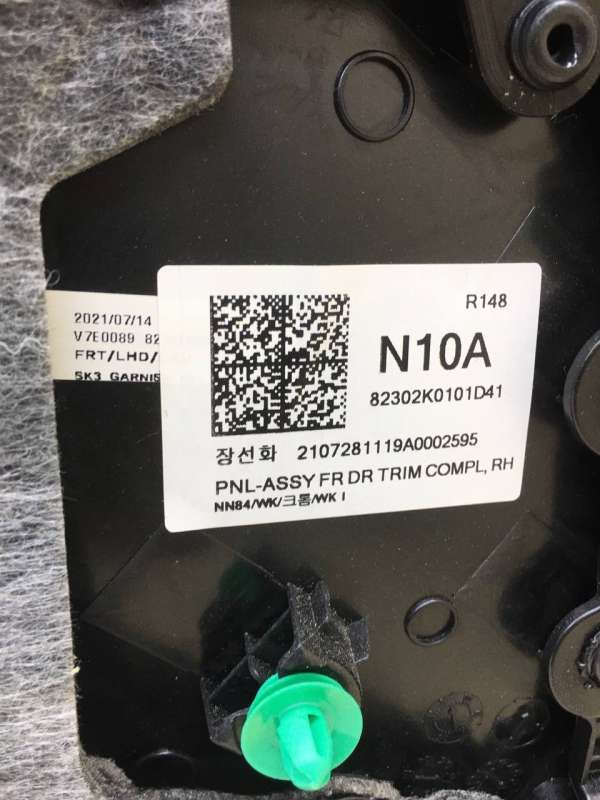 2021/07/14
V7E0089 82
FRT/LHD/
SK3 GARNIS
R148
N10A
82302K0101D41
장선화 2107281119A0002595
PNL-ASSY FR DR TRIM COMPL, RH
NN84/WK/크롬/WK I